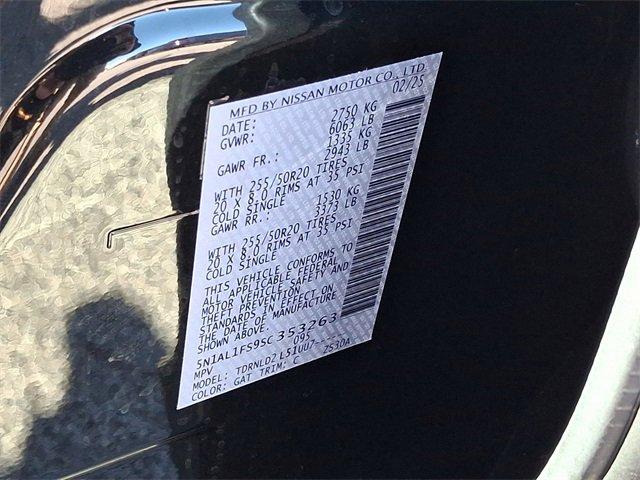 MFD BY NISSAN MOTOR CO., LTD.
DATE: 02/25
GVWR: 2750 KG
6063 LB
GAWR FR.: 1335 KG
2943 LB
WITH 255/50R20 TIRES
20 X 8.0 RIMS AT 35 PSI
COLD SINGLE
GAWR RR.: 1530 KG
3373 LB
WITH 255/50R20 TIRES
20 X 8.0 RIMS AT 35 PSI
COLD SINGLE
THIS VEHICLE CONFORMS TO
ALL APPLICABLE FEDERAL
MOTOR VEHICLE SAFETY AND
THEFT PREVENTION
STANDARDS IN EFFECT ON
THE DATE OF MANUFACTURE
SHOWN ABOVE.
5N1AL1FS9SC353263
MPV 095
MODEL: TDRNLD2 L51UU7----
COLOR: GAT TRIM: C 2530A